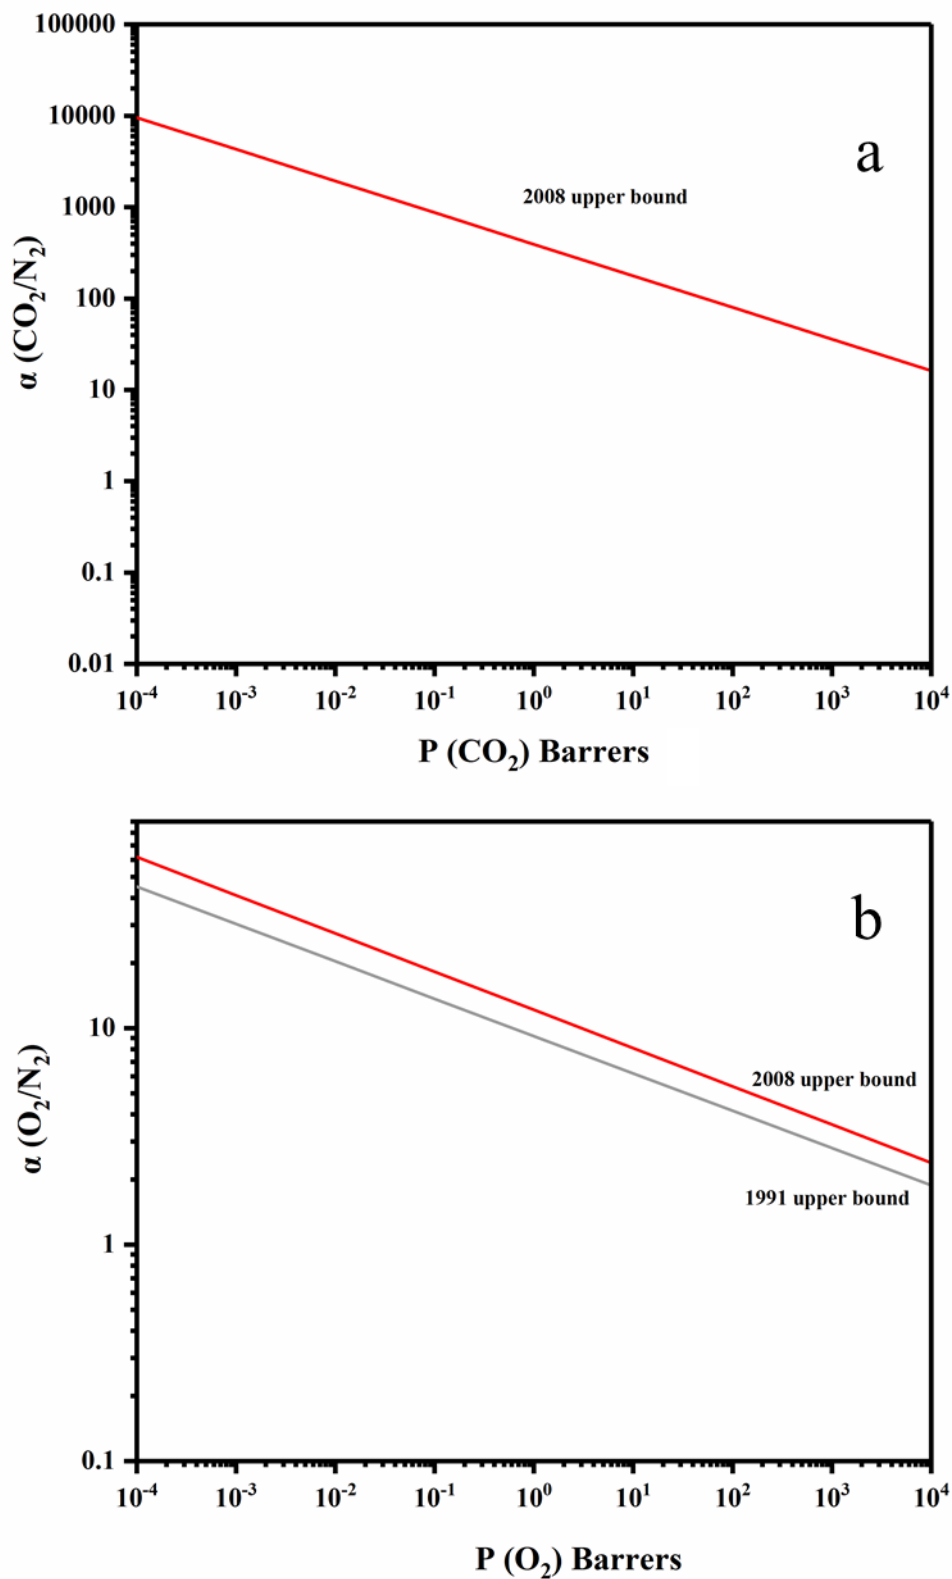 100000
a
10000
2008 upper bound
1000
α (CO₂/N₂)
100
10
1
0.1
0.01
10⁻⁴ 10⁻³ 10⁻² 10⁻¹ 10⁰ 10¹ 10² 10³ 10⁴
P (CO₂) Barrers
b
10
2008 upper bound
α (O₂/N₂)
1991 upper bound
1
0.1
10⁻⁴ 10⁻³ 10⁻² 10⁻¹ 10⁰ 10¹ 10² 10³ 10⁴
P (O₂) Barrers